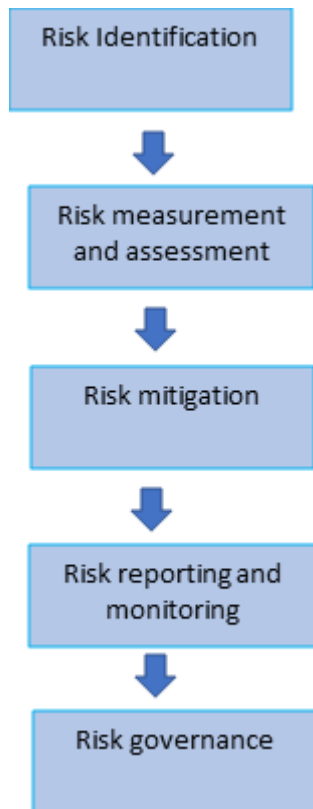 Risk Identification
Risk measurement
and assessment
Risk mitigation
Risk reporting and
monitoring
Risk governance